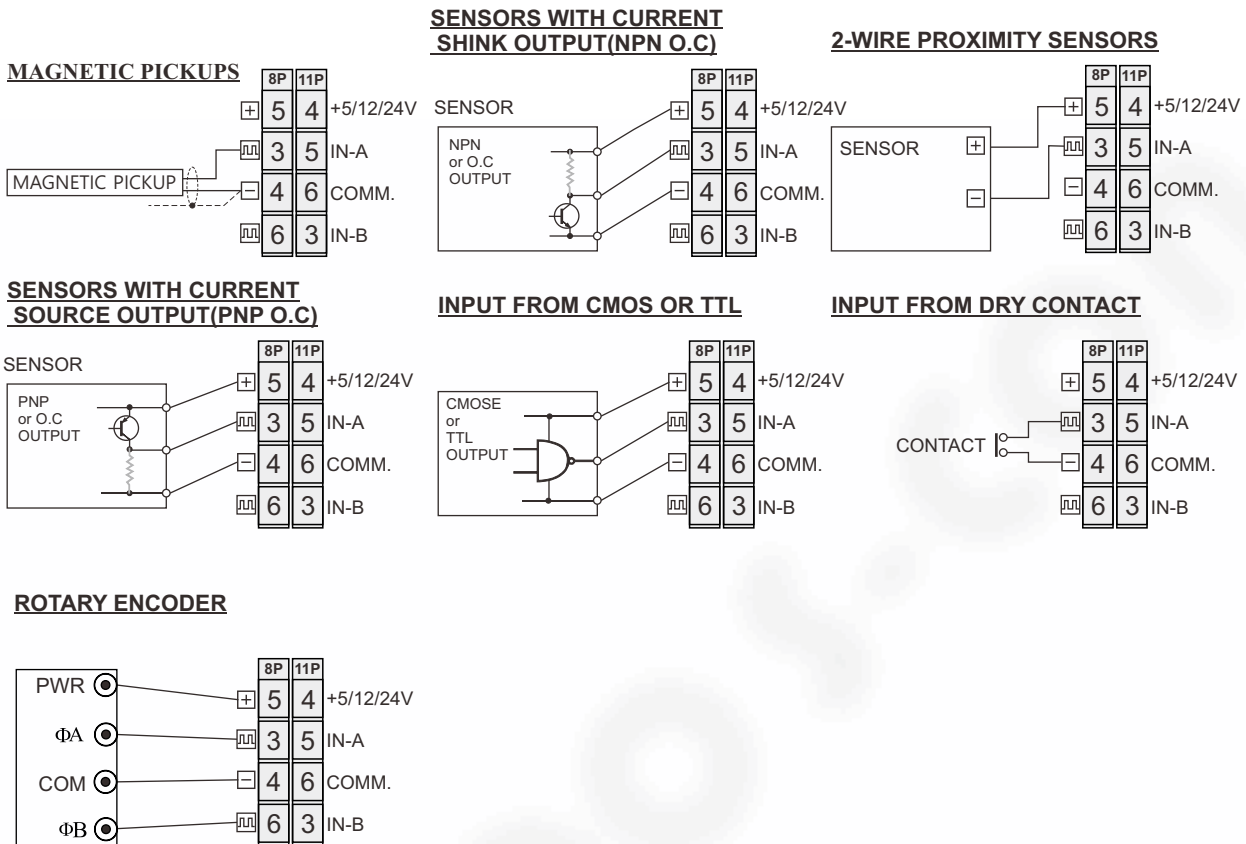 MAGNETIC PICKUPS
8P 11P
+ 5 4 +5/12/24V
3 5 IN-A
MAGNETIC PICKUP
- 4 6 COMM.
6 3 IN-B
SENSORS WITH CURRENT
SHINK OUTPUT(NPN O.C)
8P 11P
SENSOR
+ 5 4 +5/12/24V
NPN
or O.C
OUTPUT
3 5 IN-A
- 4 6 COMM.
6 3 IN-B
2-WIRE PROXIMITY SENSORS
8P 11P
+ 5 4 +5/12/24V
SENSOR +
3 5 IN-A
-
- 4 6 COMM.
6 3 IN-B
SENSORS WITH CURRENT
SOURCE OUTPUT(PNP O.C)
8P 11P
SENSOR
+ 5 4 +5/12/24V
PNP
or O.C
OUTPUT
3 5 IN-A
- 4 6 COMM.
6 3 IN-B
INPUT FROM CMOS OR TTL
8P 11P
+ 5 4 +5/12/24V
CMOSE
or
TTL
OUTPUT
3 5 IN-A
- 4 6 COMM.
6 3 IN-B
INPUT FROM DRY CONTACT
8P 11P
+ 5 4 +5/12/24V
3 5 IN-A
CONTACT
- 4 6 COMM.
6 3 IN-B
ROTARY ENCODER
8P 11P
PWR + 5 4 +5/12/24V
ΦA 3 5 IN-A
COM - 4 6 COMM.
ΦB 6 3 IN-B